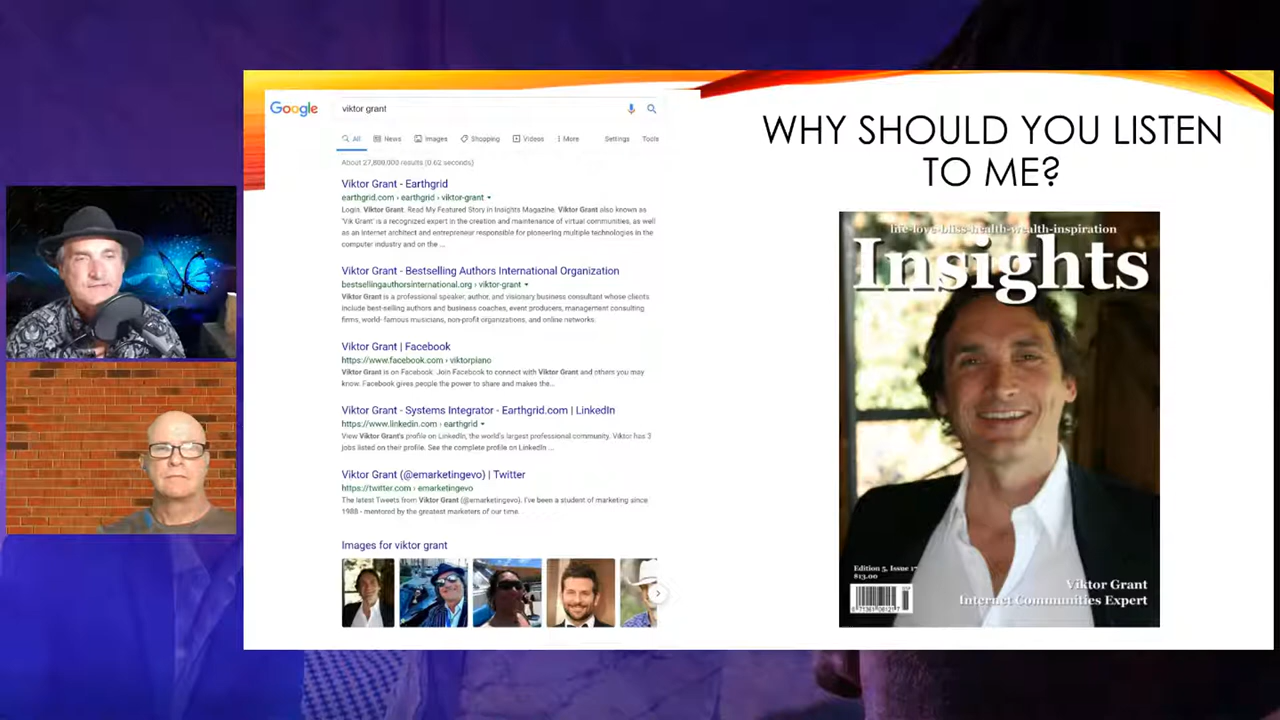 Google
viktor grant
All News Images Shopping Videos More Settings Tools
About 27,800,000 results (0.62 seconds)
Viktor Grant - Earthgrid
earthgrid.com › earthgrid › viktor-grant
Login. Viktor Grant. Read My Featured Story in Insights Magazine. Viktor Grant also known as
'Vik Grant' is a recognized expert in the creation and maintenance of virtual communities, as well
as an Internet architect and entrepreneur responsible for pioneering multiple technologies in the
computer industry and on the ...
Viktor Grant - Bestselling Authors International Organization
bestsellingauthorsinternational.org › viktor-grant
Viktor Grant is a professional speaker, author, and visionary business consultant whose clients
include best-selling authors and business coaches, event producers, management consulting
firms, world- famous musicians, non-profit organizations, and online networks.
Viktor Grant | Facebook
https://www.facebook.com › viktorpiano
Viktor Grant is on Facebook. Join Facebook to connect with Viktor Grant and others you may
know. Facebook gives people the power to share and makes the...
Viktor Grant - Systems Integrator - Earthgrid.com | LinkedIn
https://www.linkedin.com › earthgrid
View Viktor Grant's profile on LinkedIn, the world's largest professional community. Viktor has 3
jobs listed on their profile. See the complete profile on LinkedIn ...
Viktor Grant (@emarketingevo) | Twitter
https://twitter.com › emarketingevo
The latest Tweets from Viktor Grant (@emarketingevo). I've been a student of marketing since
1988 - mentored by the greatest marketers of our time.
Images for viktor grant
WHY SHOULD YOU LISTEN
TO ME?
life-love-bliss-health-wealth-inspiration
Insights
Edition 5, Issue 17
$13.00
Viktor Grant
Internet Communities Expert